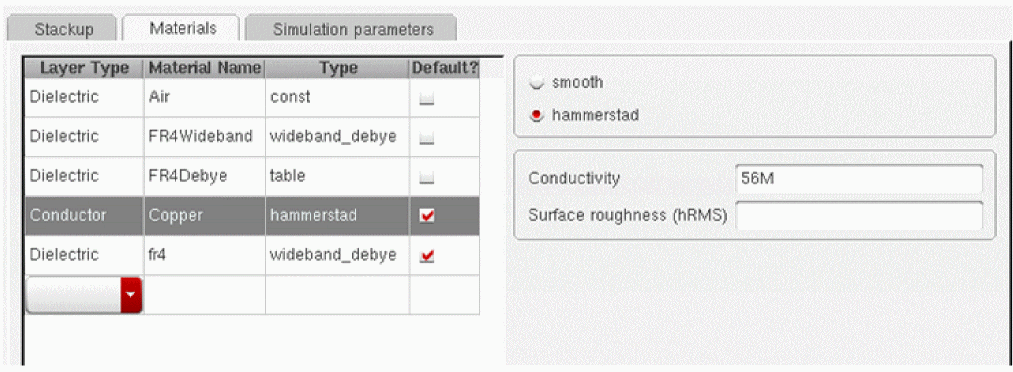 Stackup Materials Simulation parameters
Layer Type Material Name Type Default?
Dielectric Air const
Dielectric FR4Wideband wideband_debye
Dielectric FR4Debye table
Conductor Copper hammerstad
Dielectric fr4 wideband_debye
smooth
hammerstad
Conductivity 56M
Surface roughness (hRMS)